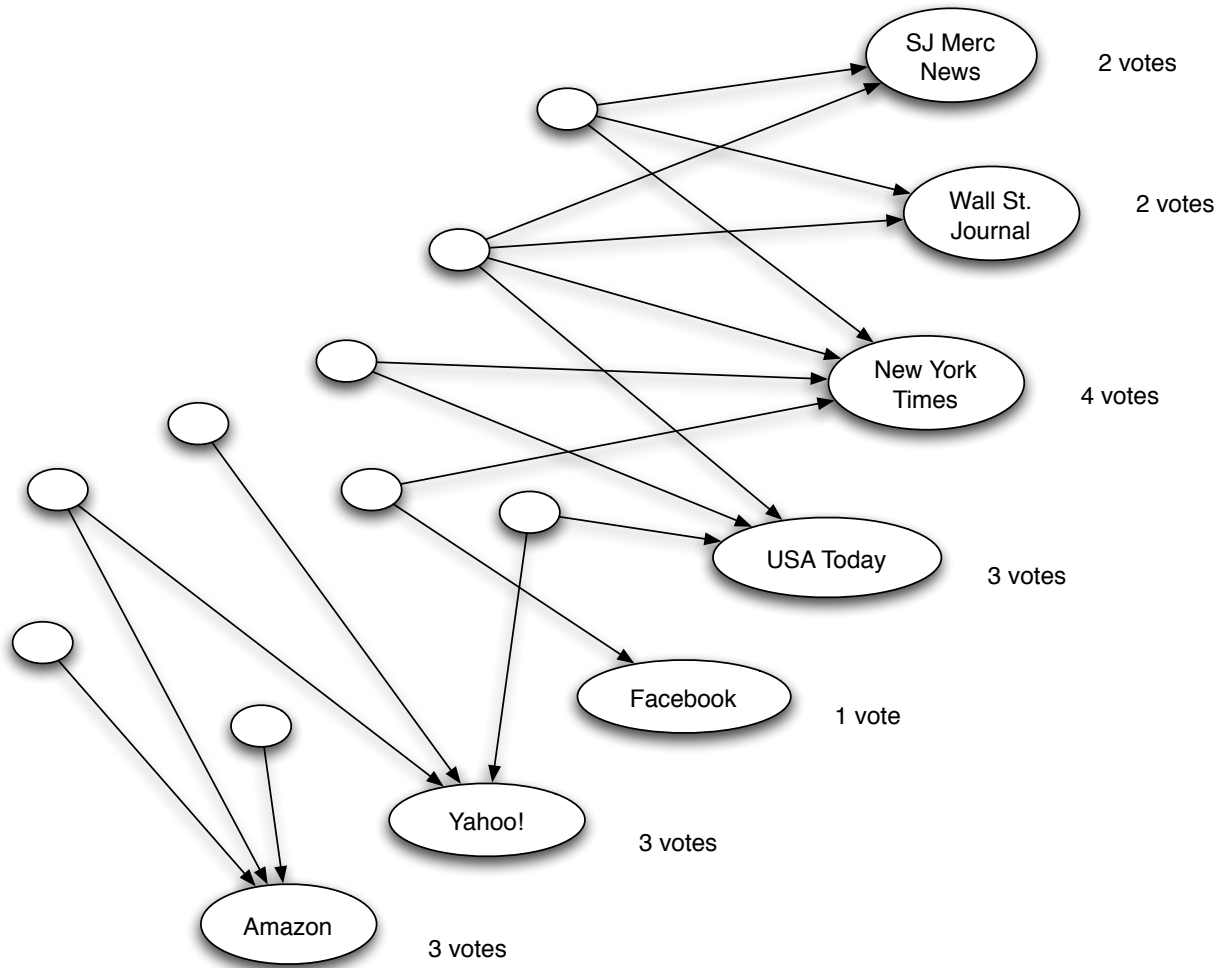 SJ Merc
News
2 votes
Wall St.
Journal
2 votes
New York
Times
4 votes
USA Today
3 votes
Facebook
1 vote
Yahoo!
3 votes
Amazon
3 votes